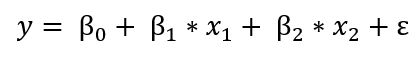 y = β₀ + β₁ * x₁ + β₂ * x₂ + ε